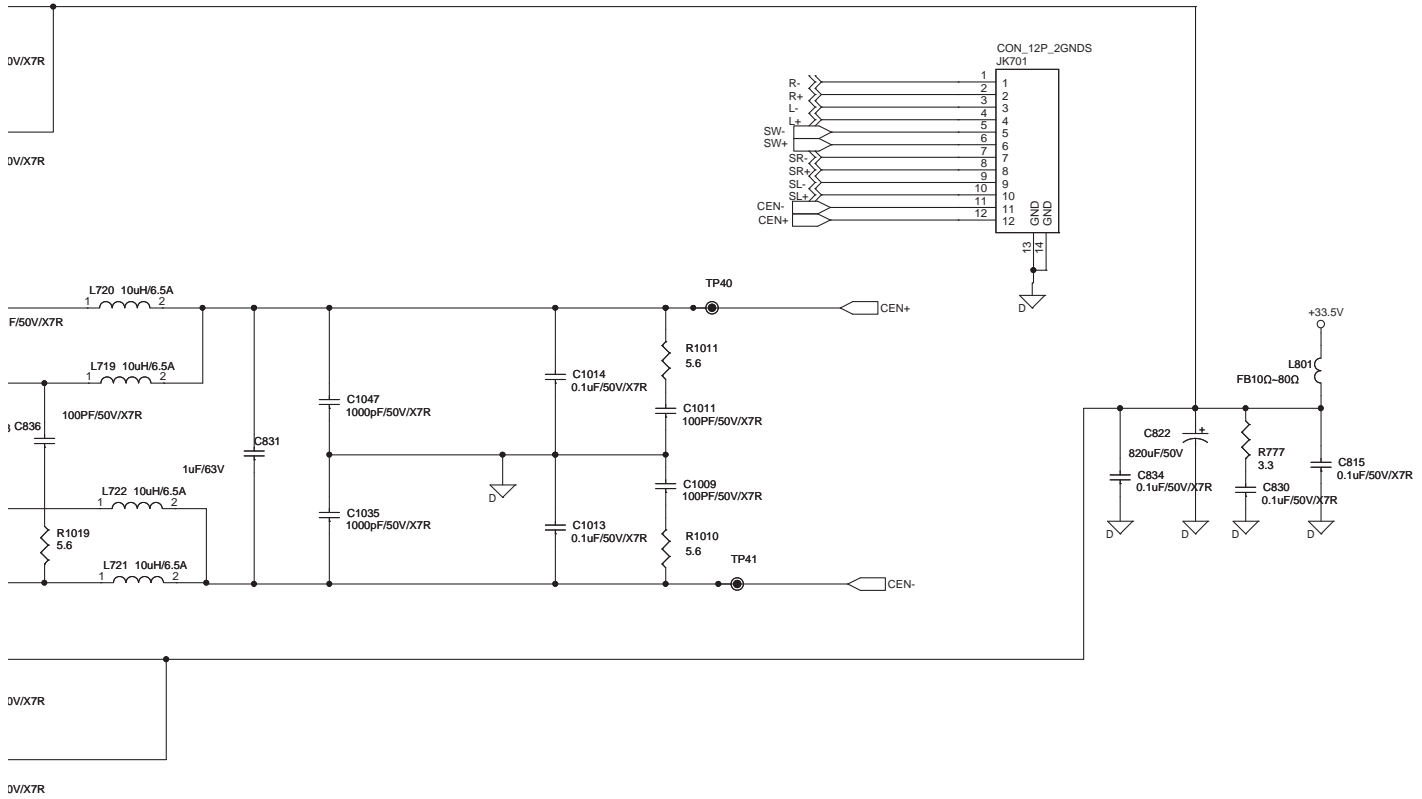 0V/X7R
0V/X7R
CON_12P_2GNDS
JK701
R- 1 1
R+ 2 2
L- 3 3
L+ 4 4
SW- 5 5
SW+ 6 6
SR- 7 7
SR+ 8 8
SL- 9 9
SL+ 10 10
CEN- 11 11
CEN+ 12 12
GND GND
13 14
D
L720 10uH/6.5A
1 2
F/50V/X7R
TP40
CEN+
L719 10uH/6.5A
1 2
C836
100PF/50V/X7R
C831
1uF/63V
C1047
1000pF/50V/X7R
C1014
0.1uF/50V/X7R
R1011
5.6
C1011
100PF/50V/X7R
D
C1009
100PF/50V/X7R
C1035
1000pF/50V/X7R
C1013
0.1uF/50V/X7R
R1010
5.6
L722 10uH/6.5A
1 2
R1019
5.6
L721 10uH/6.5A
1 2
TP41
CEN-
+33.5V
L801
FB10Ω~80Ω
C822
820uF/50V
+
C834
0.1uF/50V/X7R
R777
3.3
C830
0.1uF/50V/X7R
C815
0.1uF/50V/X7R
D
D
D
D
0V/X7R
0V/X7R